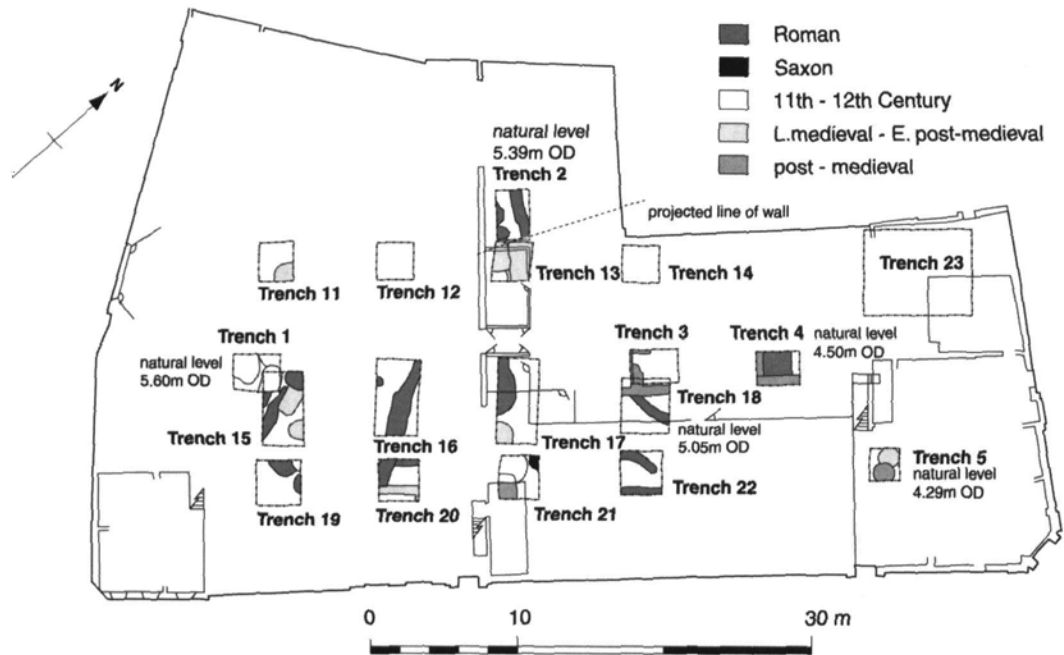 N
Roman
Saxon
11th - 12th Century
L.medieval - E. post-medieval
post - medieval
natural level
5.39m OD
Trench 2
projected line of wall
Trench 11
Trench 12
Trench 13
Trench 14
Trench 23
Trench 1
natural level
5.60m OD
Trench 3
Trench 4
natural level
4.50m OD
Trench 15
Trench 16
Trench 17
Trench 18
natural level
5.05m OD
Trench 5
natural level
4.29m OD
Trench 19
Trench 20
Trench 21
Trench 22
0
10
30 m